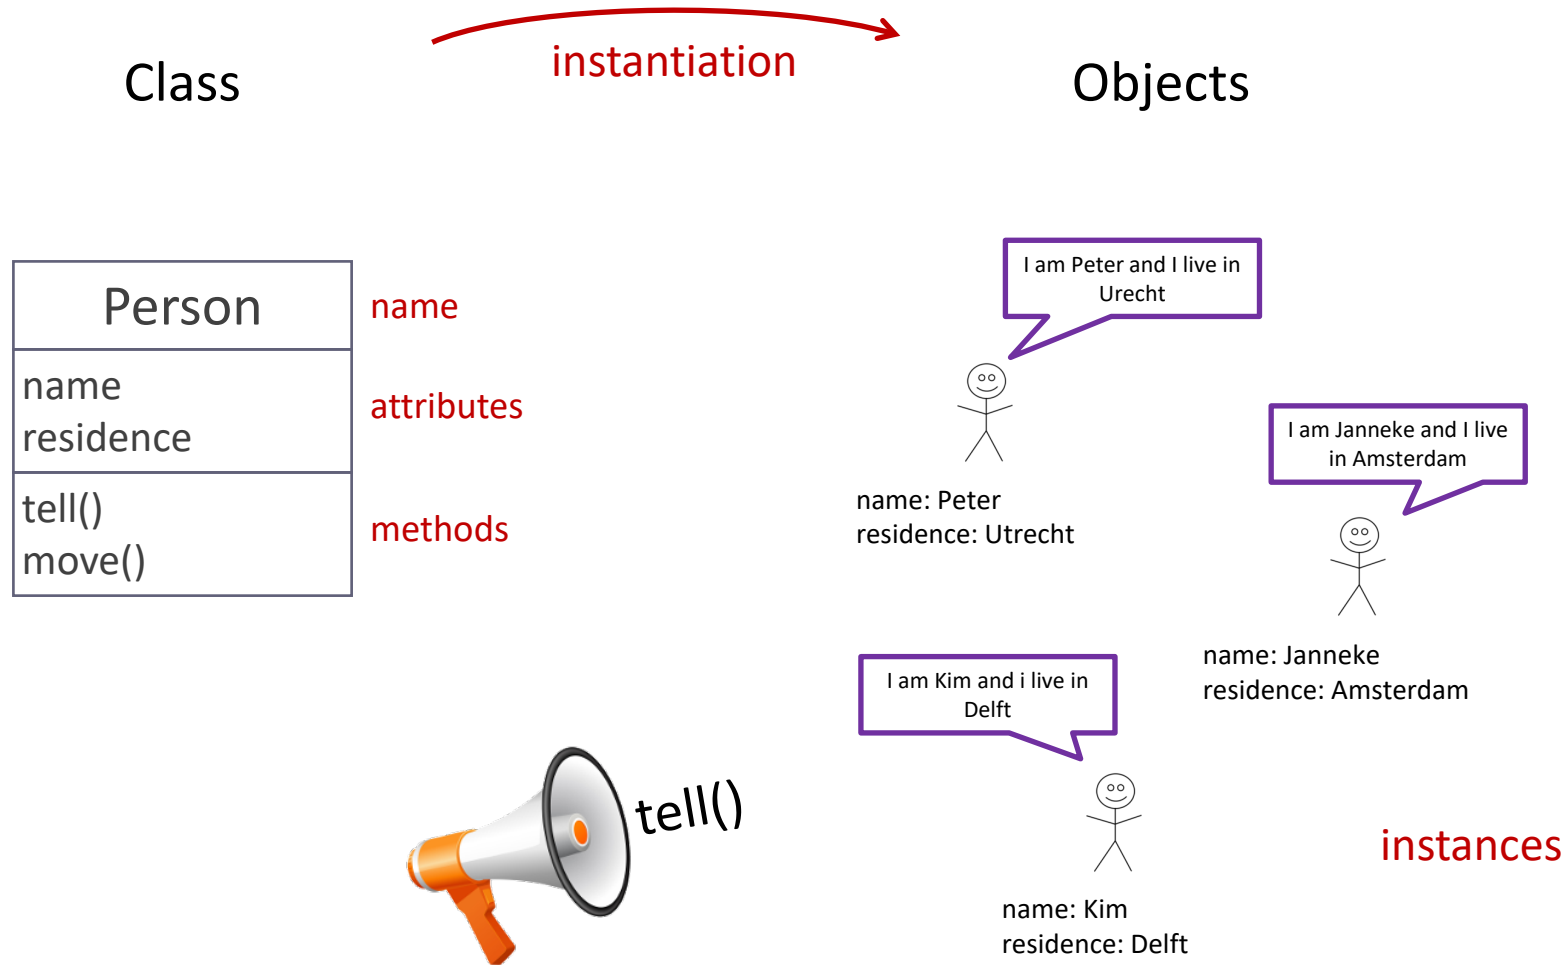 instantiation
Class
Objects
Person
name
name
residence
attributes
tell()
move()
methods
I am Peter and I live in
Urecht
name: Peter
residence: Utrecht
I am Janneke and I live
in Amsterdam
name: Janneke
residence: Amsterdam
I am Kim and i live in
Delft
name: Kim
residence: Delft
tell()
instances